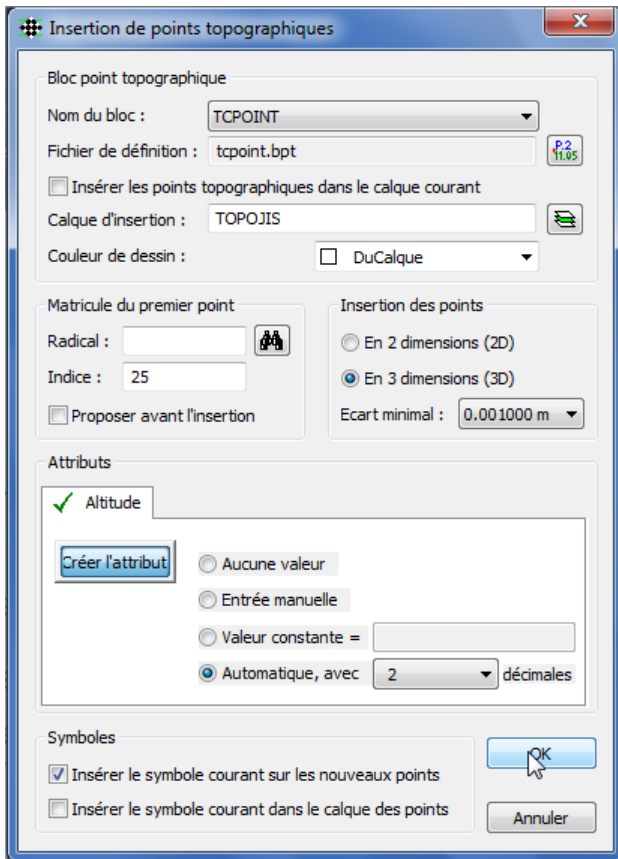 Insertion de points topographiques
Bloc point topographique
Nom du bloc : TCPOINT
Fichier de définition : tcpoint.bpt P.2 11.05
Insérer les points topographiques dans le calque courant
Calque d'insertion : TOPOJIS
Couleur de dessin : DuCalque
Matricule du premier point
Radical :
Indice : 25
Proposer avant l'insertion
Insertion des points
En 2 dimensions (2D)
En 3 dimensions (3D)
Ecart minimal : 0.001000 m
Attributs
Altitude
Créer l'attribut
Aucune valeur
Entrée manuelle
Valeur constante =
Automatique, avec 2 décimales
Symboles
Insérer le symbole courant sur les nouveaux points
Insérer le symbole courant dans le calque des points
OK
Annuler